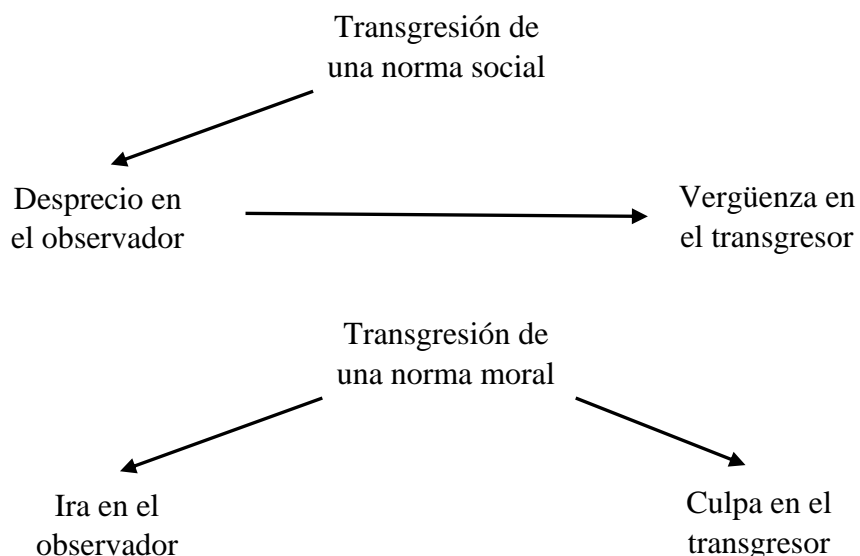 Transgresión de
una norma social
Desprecio en
el observador
Vergüenza en
el transgresor
Transgresión de
una norma moral
Ira en el
observador
Culpa en el
transgresor